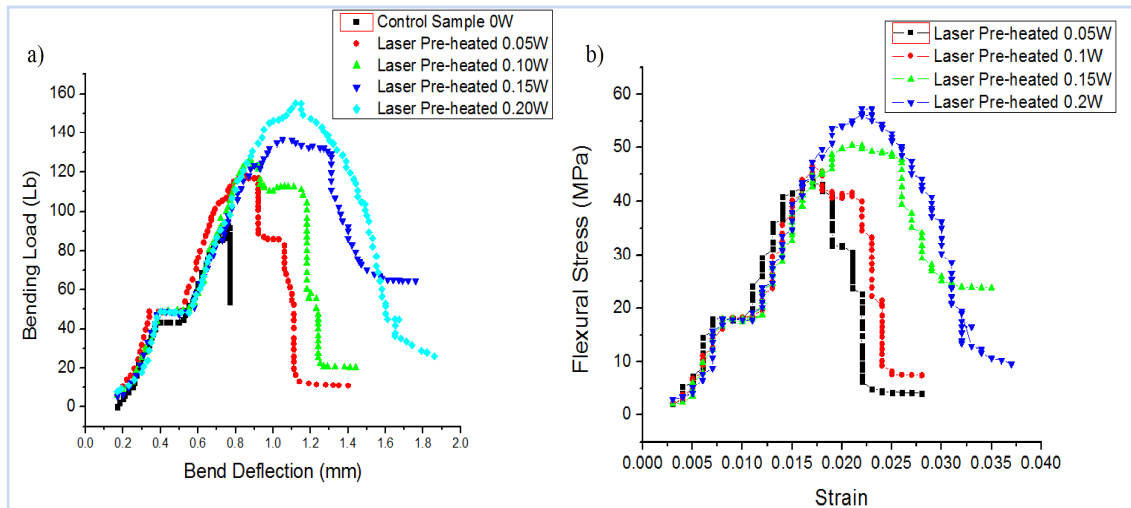 a)
Control Sample 0W
Laser Pre-heated 0.05W
Laser Pre-heated 0.10W
Laser Pre-heated 0.15W
Laser Pre-heated 0.20W
Bending Load (Lb)
160
140
120
100
80
60
40
20
0
0.0 0.2 0.4 0.6 0.8 1.0 1.2 1.4 1.6 1.8 2.0
Bend Deflection (mm)
b)
Laser Pre-heated 0.05W
Laser Pre-heated 0.1W
Laser Pre-heated 0.15W
Laser Pre-heated 0.2W
Flexural Stress (MPa)
60
50
40
30
20
10
0
0.000 0.005 0.010 0.015 0.020 0.025 0.030 0.035 0.040
Strain